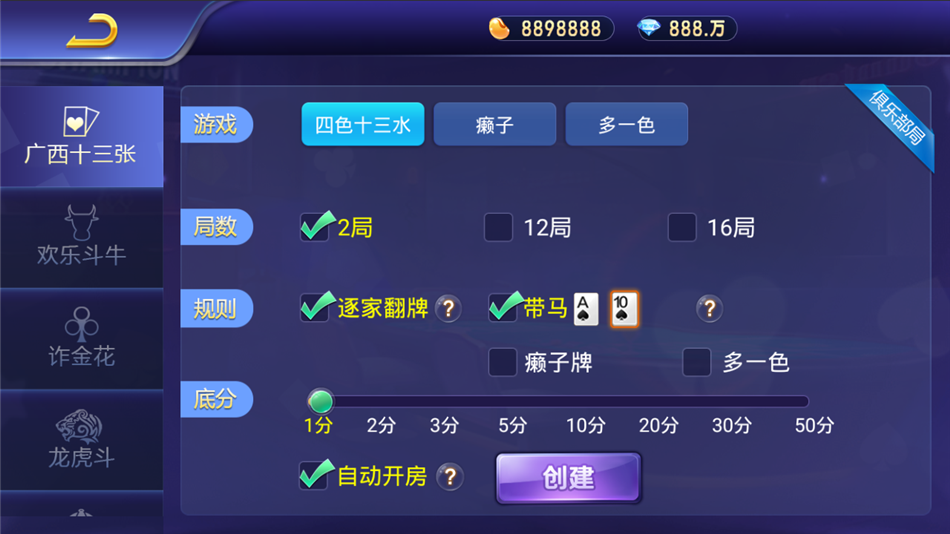 8898888 888.万
俱乐部局
广西十三张
欢乐斗牛
诈金花
龙虎斗
游戏 四色十三水 癞子 多一色
局数 2局 12局 16局
规则 逐家翻牌 ? 带马 A 10 ?
癞子牌 多一色
底分
1分 2分 3分 5分 10分 20分 30分 50分
自动开房 ? 创建